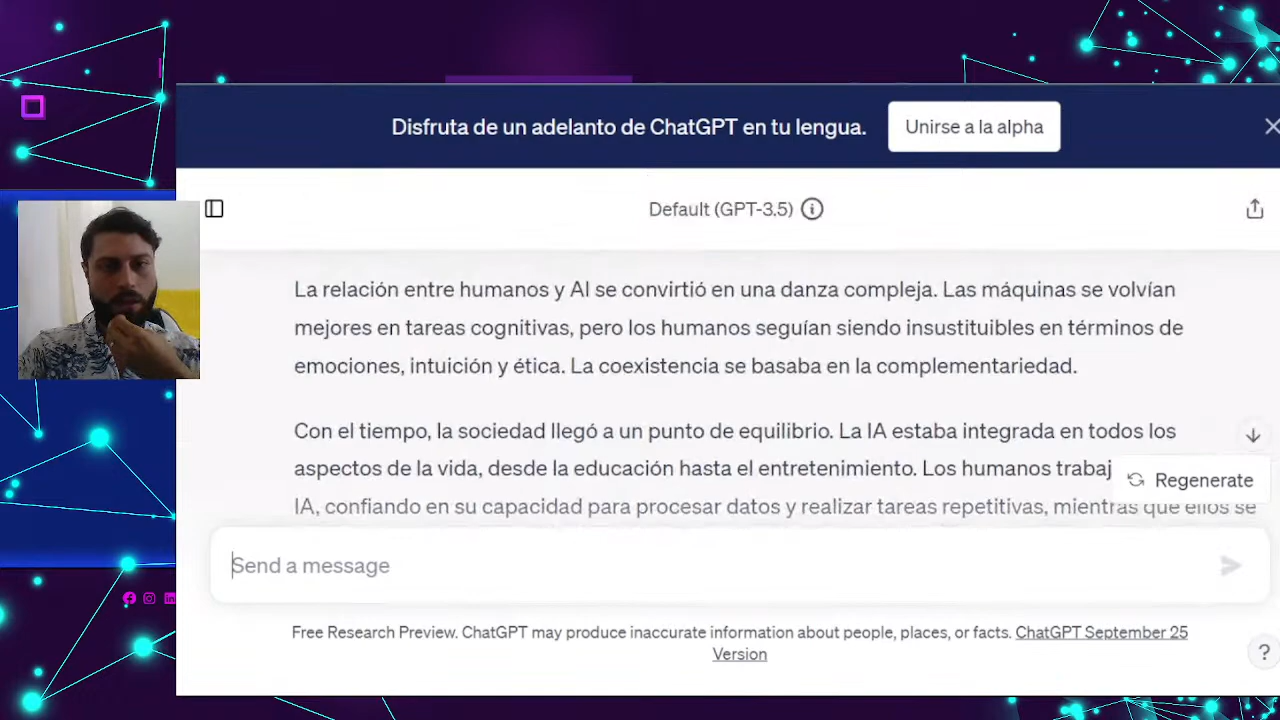 Disfruta de un adelanto de ChatGPT en tu lengua.
Unirse a la alpha
Default (GPT-3.5)
La relación entre humanos y AI se convirtió en una danza compleja. Las máquinas se volvían
mejores en tareas cognitivas, pero los humanos seguían siendo insustituibles en términos de
emociones, intuición y ética. La coexistencia se basaba en la complementariedad.
Con el tiempo, la sociedad llegó a un punto de equilibrio. La IA estaba integrada en todos los
aspectos de la vida, desde la educación hasta el entretenimiento. Los humanos trabaj
Regenerate
IA, confiando en su capacidad para procesar datos y realizar tareas repetitivas, mientras que ellos se
Send a message
Free Research Preview. ChatGPT may produce inaccurate information about people, places, or facts. ChatGPT September 25
Version
?